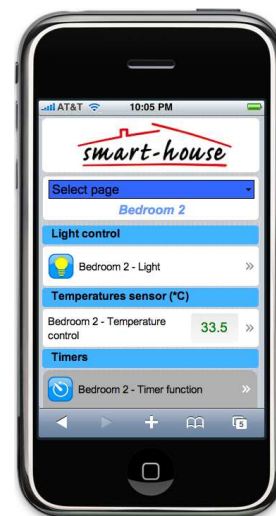 AT&T 10:05 PM
smart-house
Select page
Bedroom 2
Light control
Bedroom 2 - Light »
Temperatures sensor (°C)
Bedroom 2 - Temperature
control 33.5 »
Timers
Bedroom 2 - Timer function »
5